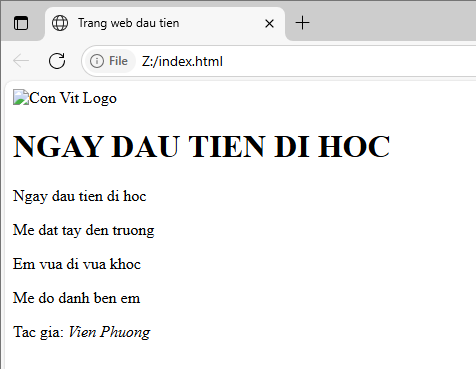 Trang web dau tien
File Z:/index.html
Con Vit Logo
NGAY DAU TIEN DI HOC
Ngay dau tien di hoc
Me dat tay den truong
Em vua di vua khoc
Me do danh ben em
Tac gia: Vien Phuong